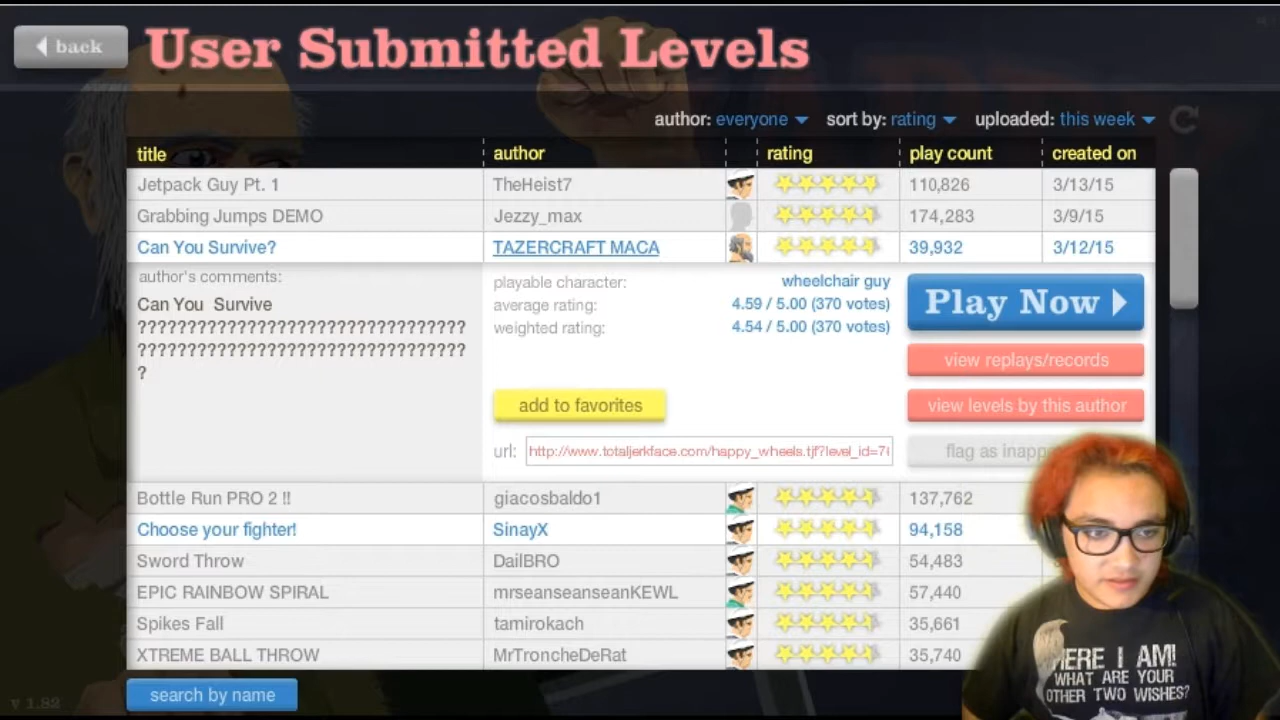 back
User Submitted Levels
author: everyone sort by: rating uploaded: this week
title author rating play count created on
Jetpack Guy Pt. 1 TheHeist7 110,826 3/13/15
Grabbing Jumps DEMO Jezzy_max 174,283 3/9/15
Can You Survive? TAZERCRAFT MACA 39,932 3/12/15
author's comments:
Can You Survive
?????????????????????????????????
?????????????????????????????????
?
playable character: wheelchair guy
average rating: 4.59 / 5.00 (370 votes)
weighted rating: 4.54 / 5.00 (370 votes)
add to favorites
url: http://www.totaljerkface.com/happy_wheels.tjf?level_id=7
Play Now
view replays/records
view levels by this author
flag as inapp
Bottle Run PRO 2 !! giacosbaldo1 137,762
Choose your fighter! SinayX 94,158
Sword Throw DailBRO 54,483
EPIC RAINBOW SPIRAL mrseanseanseanKEWL 57,440
Spikes Fall tamirokach 35,661
XTREME BALL THROW MrTroncheDeRat 35,740
search by name
v 1.82
HERE I AM!
WHAT ARE YOUR
OTHER TWO WISHES?